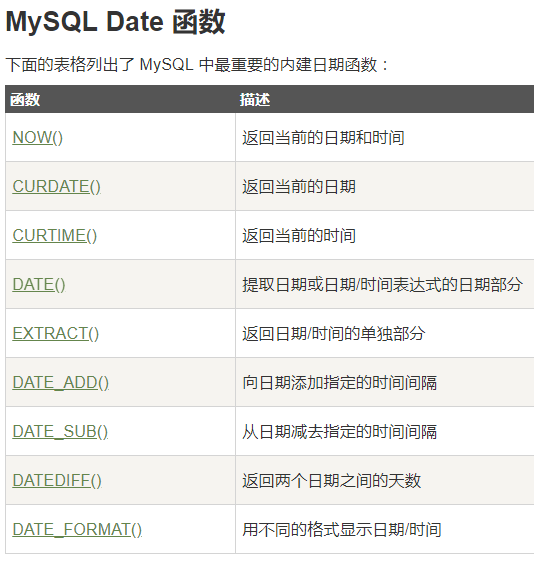 MySQL Date 函数
下面的表格列出了 MySQL 中最重要的内建日期函数：
函数 描述
NOW() 返回当前的日期和时间
CURDATE() 返回当前的日期
CURTIME() 返回当前的时间
DATE() 提取日期或日期/时间表达式的日期部分
EXTRACT() 返回日期/时间的单独部分
DATE_ADD() 向日期添加指定的时间间隔
DATE_SUB() 从日期减去指定的时间间隔
DATEDIFF() 返回两个日期之间的天数
DATE_FORMAT() 用不同的格式显示日期/时间